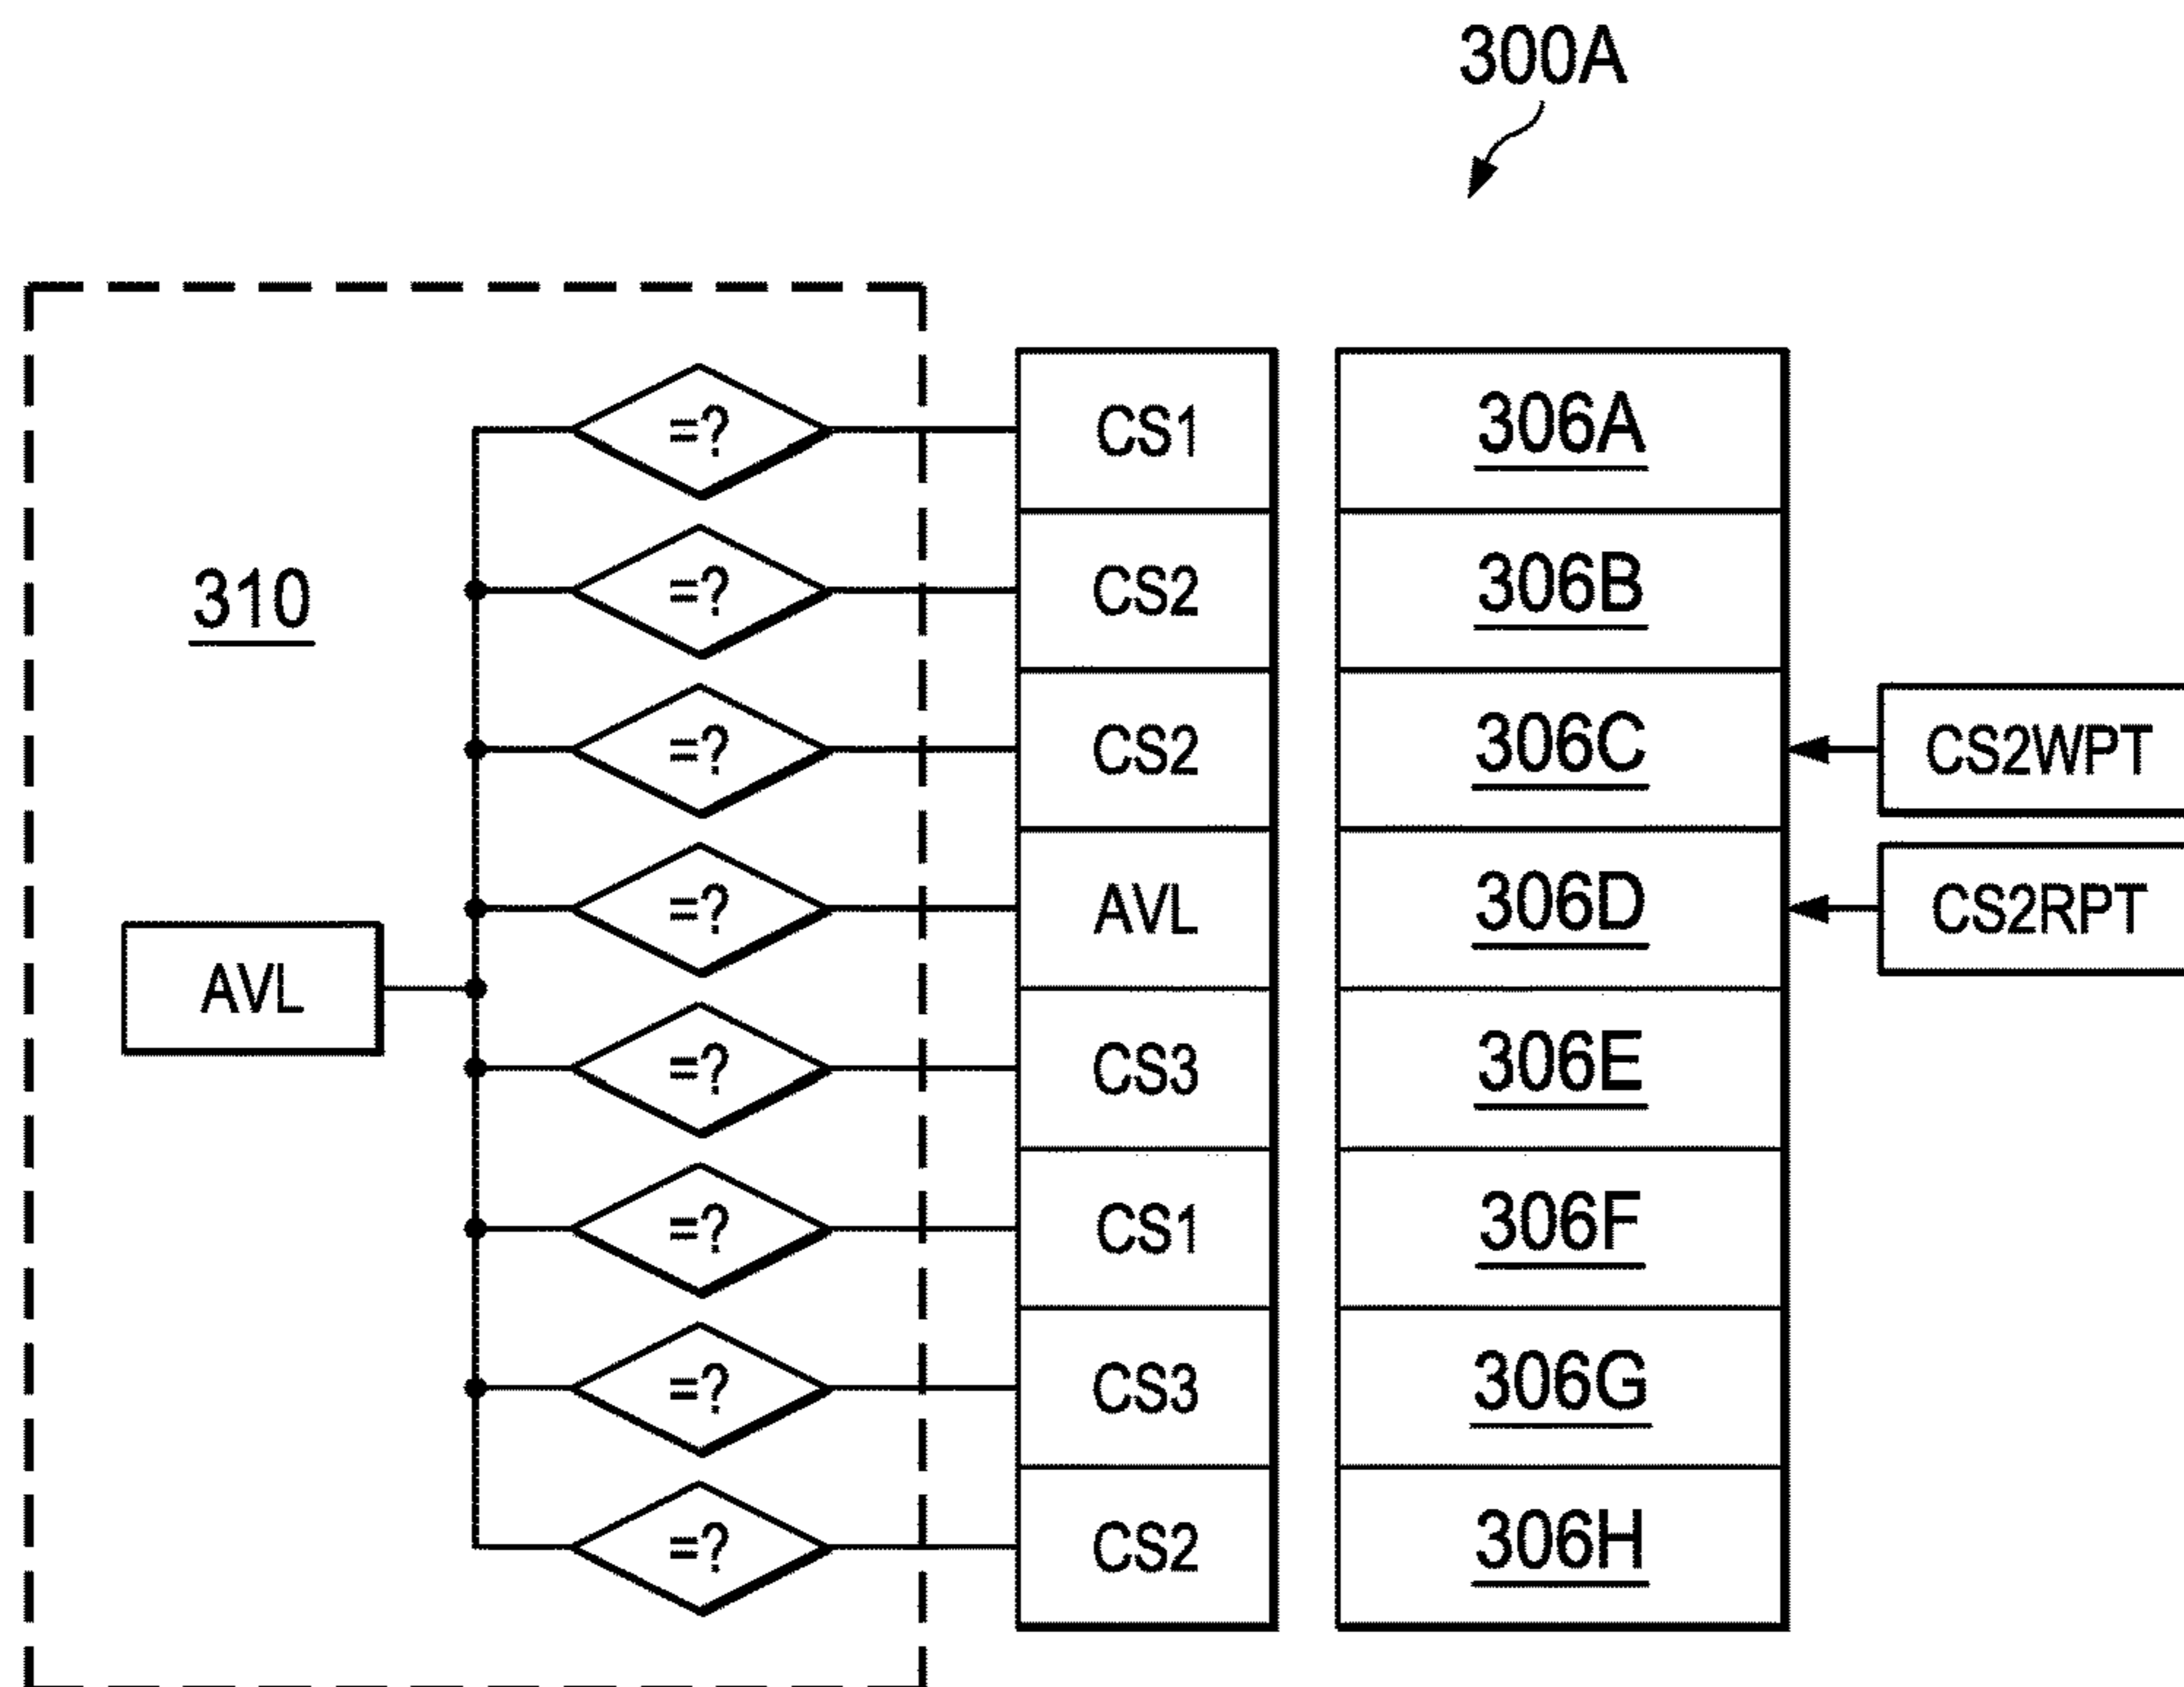 300A
310
=? CS1 306A
=? CS2 306B
=? CS2 306C CS2WPT
=? AVL 306D CS2RPT
AVL
=? CS3 306E
=? CS1 306F
=? CS3 306G
=? CS2 306H